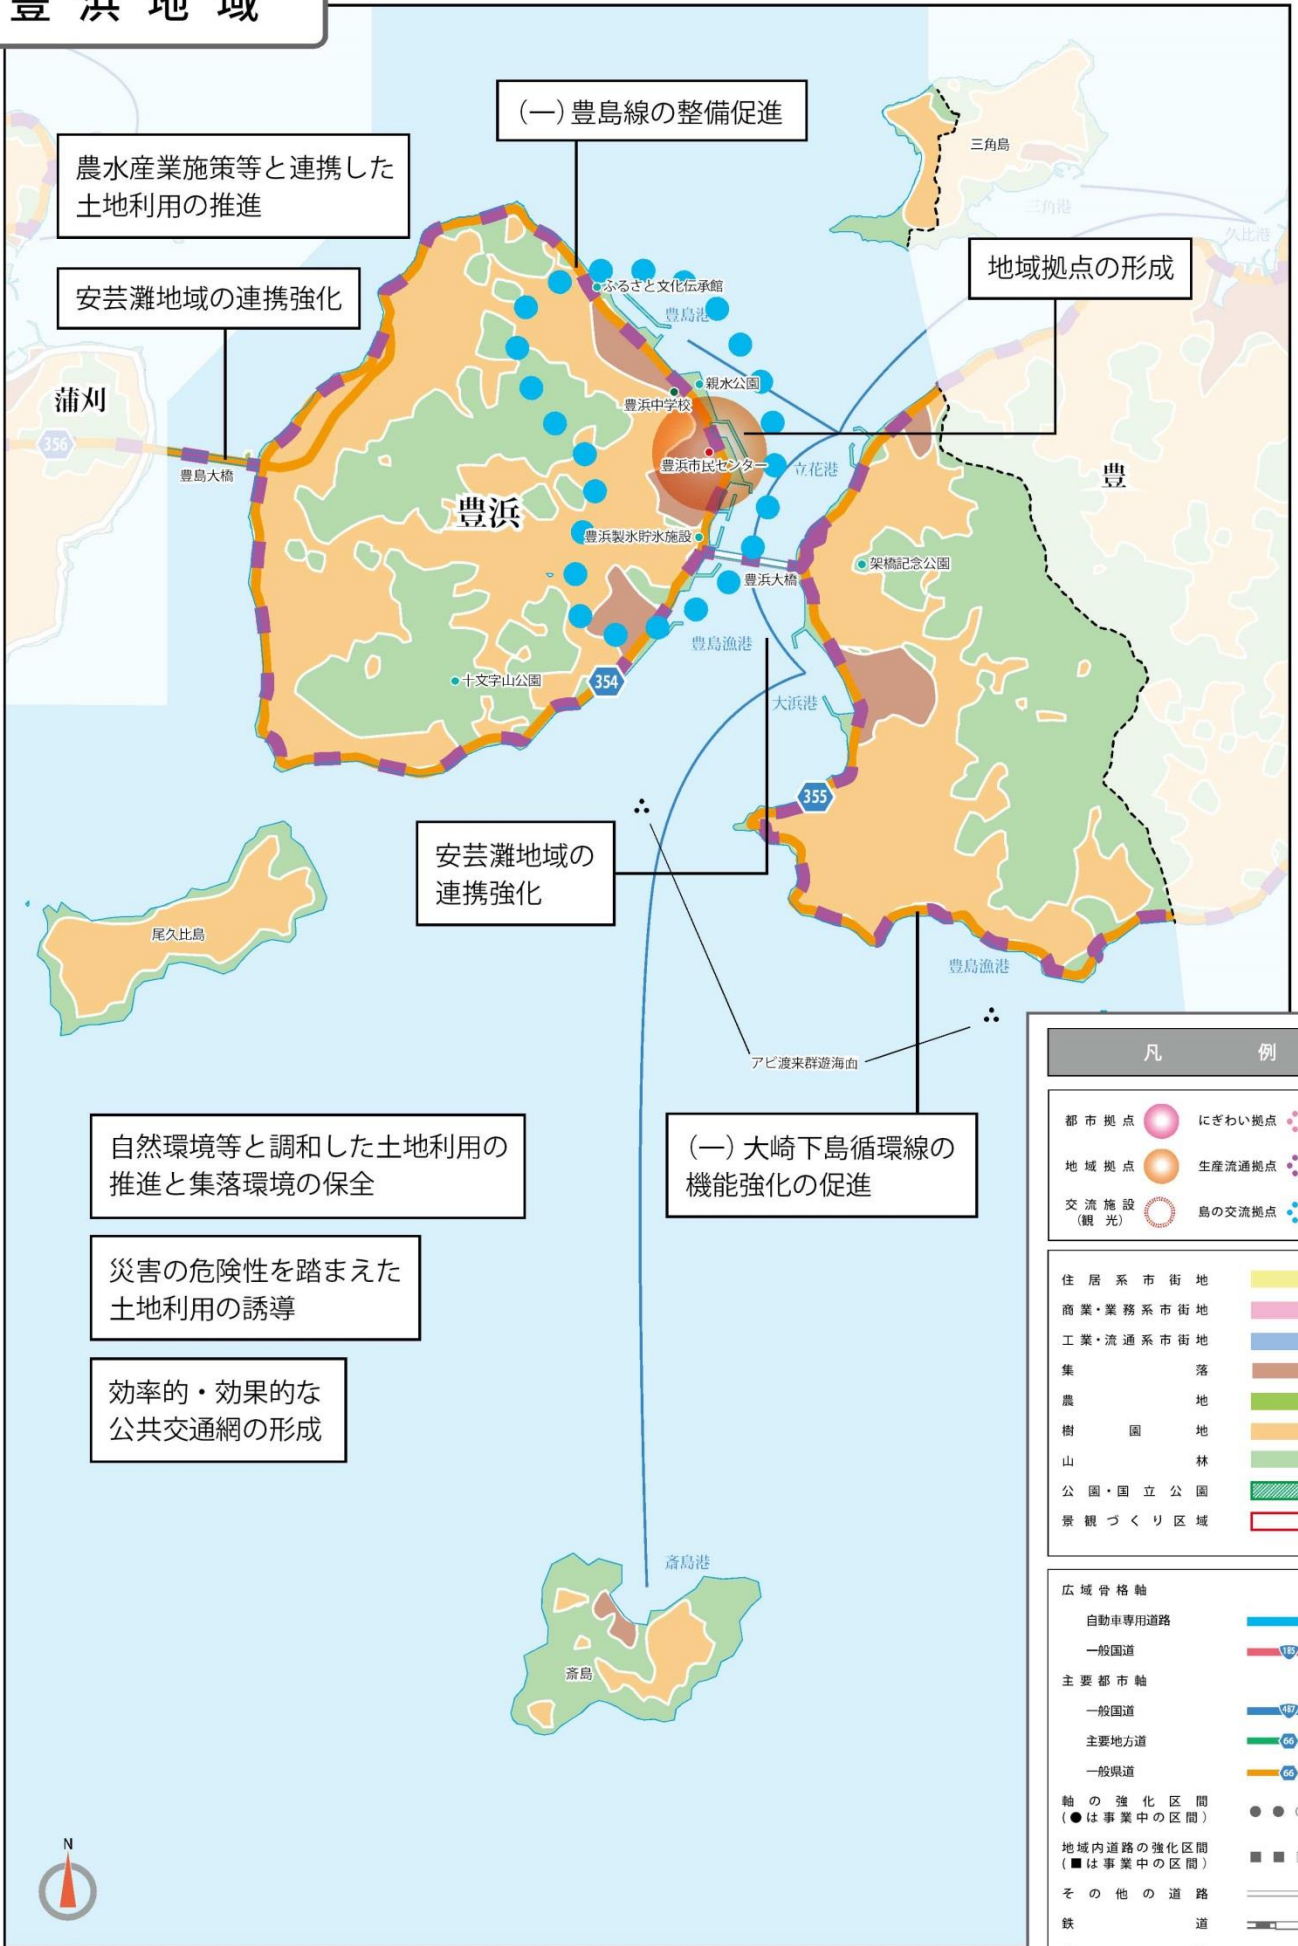 豊浜地域
(一)豊島線の整備促進
農水産業施策等と連携した
土地利用の推進
三角島
三角港
久比港
地域拠点の形成
安芸灘地域の連携強化
ふるさと文化伝承館
豊島港
蒲刈
356
親水公園
豊浜中学校
豊島大橋
豊浜市民センター
立花港
豊
豊浜
豊浜製氷貯氷施設
豊浜大橋
架橋記念公園
豊島漁港
十文字山公園
354
大浜港
355
安芸灘地域の
連携強化
尾久比島
豊島漁港
アビ渡来群遊海面
自然環境等と調和した土地利用の
推進と集落環境の保全
(一)大崎下島循環線の
機能強化の促進
災害の危険性を踏まえた
土地利用の誘導
効率的・効果的な
公共交通網の形成
斎島港
斎島
N
凡例
都市拠点
にぎわい拠点
地域拠点
生産流通拠点
交流施設
(観光)
島の交流拠点
住居系市街地
商業・業務系市街地
工業・流通系市街地
集落
農地
樹園地
山林
公園・国立公園
景観づくり区域
広域骨格軸
自動車専用道路
一般国道
185
主要都市軸
一般国道
487
主要地方道
66
一般県道
66
軸の強化区間
(●は事業中の区間)
地域内道路の強化区間
(■は事業中の区間)
その他の道路
鉄道